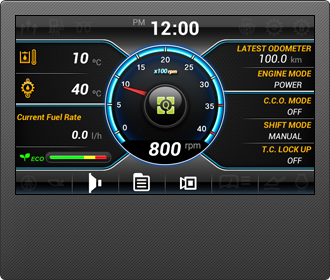 PM 12:00
10 °C
40 °C
Current Fuel Rate
0.0 l/h
ECO
0
5
10
15
20
25
30
35
40
x100 rpm
800 rpm
LATEST ODOMETER
100.0 km
ENGINE MODE
POWER
C.C.O. MODE
OFF
SHIFT MODE
MANUAL
T.C. LOCK UP
OFF